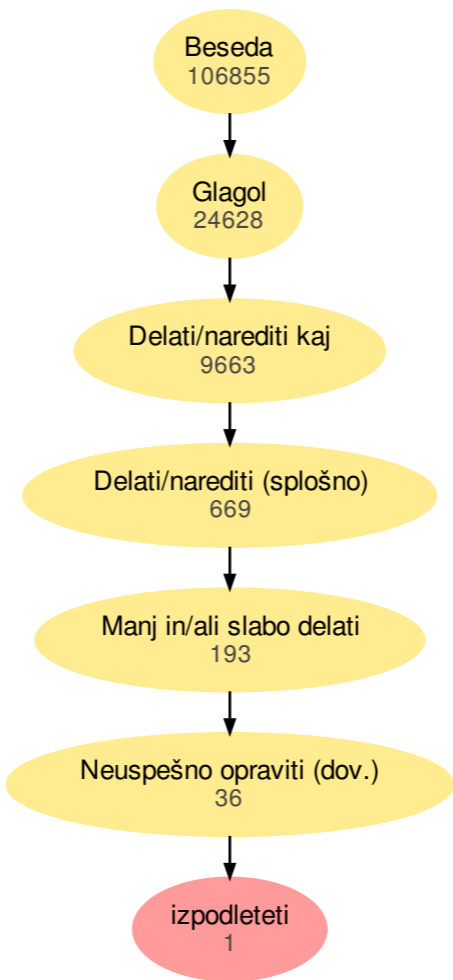 Beseda
106855
Glagol
24628
Delati/narediti kaj
9663
Delati/narediti (splošno)
669
Manj in/ali slabo delati
193
Neuspešno opraviti (dov.)
36
izpodleteti
1